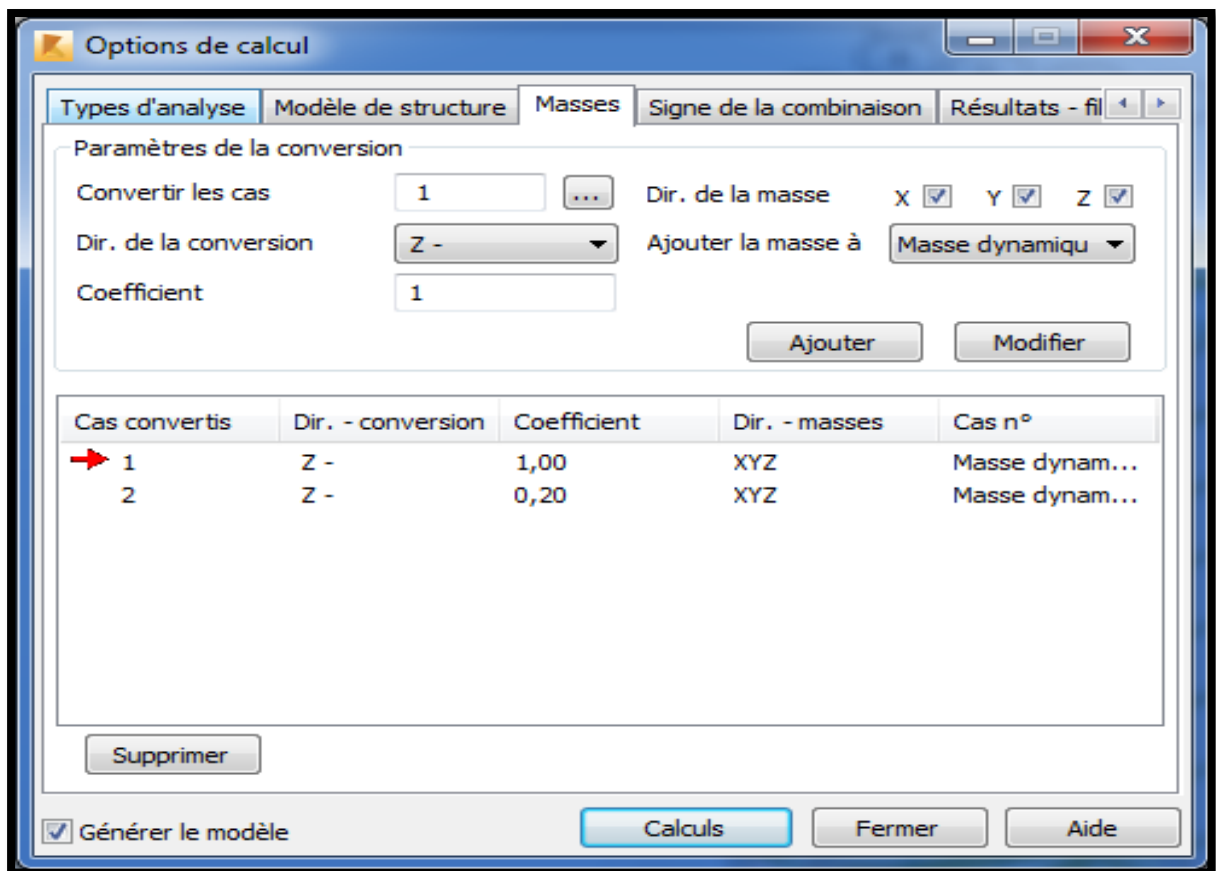 Options de calcul
Types d'analyse Modèle de structure Masses Signe de la combinaison Résultats - fil
Paramètres de la conversion
Convertir les cas 1 ... Dir. de la masse X Y Z
Dir. de la conversion Z - Ajouter la masse à Masse dynamiqu
Coefficient 1
Ajouter Modifier
Cas convertis Dir. - conversion Coefficient Dir. - masses Cas n°
1 Z - 1,00 XYZ Masse dynam...
2 Z - 0,20 XYZ Masse dynam...
Supprimer
Générer le modèle Calculs Fermer Aide